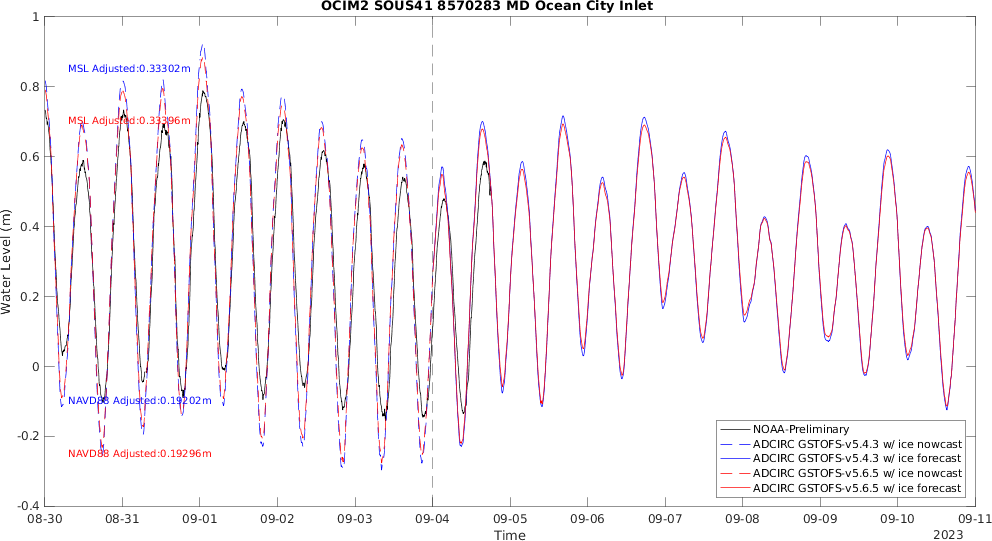 OCIM2 SOUS41 8570283 MD Ocean City Inlet
1
0.8
0.6
0.4
0.2
0
-0.2
-0.4
Water Level (m)
MSL Adjusted:0.33302m
MSL Adjusted:0.33396m
NAVD88 Adjusted:0.19202m
NAVD88 Adjusted:0.19296m
NOAA-Preliminary
ADCIRC GSTOFS-v5.4.3 w/ ice nowcast
ADCIRC GSTOFS-v5.4.3 w/ ice forecast
ADCIRC GSTOFS-v5.6.5 w/ ice nowcast
ADCIRC GSTOFS-v5.6.5 w/ ice forecast
08-30 08-31 09-01 09-02 09-03 09-04 09-05 09-06 09-07 09-08 09-09 09-10 09-11
Time
2023